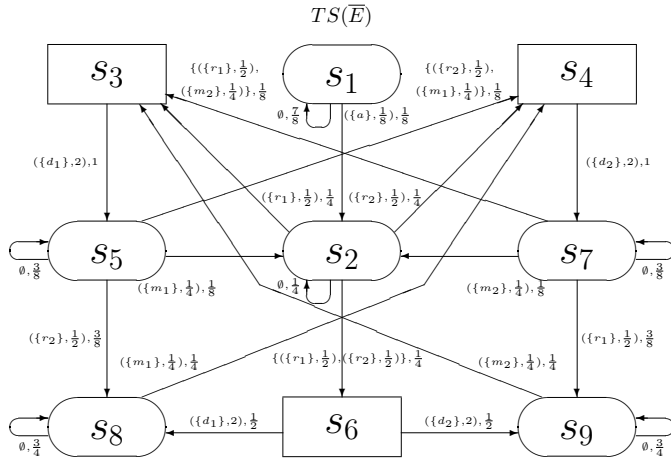 TS(E̅)
{({r₁},½),
({m₂},¼)},⅛
{({r₂},½),
({m₁},¼)},⅛
s₃
s₁
s₄
∅,⅞
({a},⅛),⅛
({d₁},2),1
({d₂},2),1
({r₁},½),¼
({r₂},½),¼
s₅
s₂
s₇
∅,⅜
({m₁},¼),⅛
∅,¼
({m₂},¼),⅛
∅,⅜
({r₂},½),⅜
({m₁},¼),¼
{({r₁},½),({r₂},½)},¼
({m₂},¼),¼
({r₁},½),⅜
s₈
({d₁},2),½
s₆
({d₂},2),½
s₉
∅,¾
∅,¾